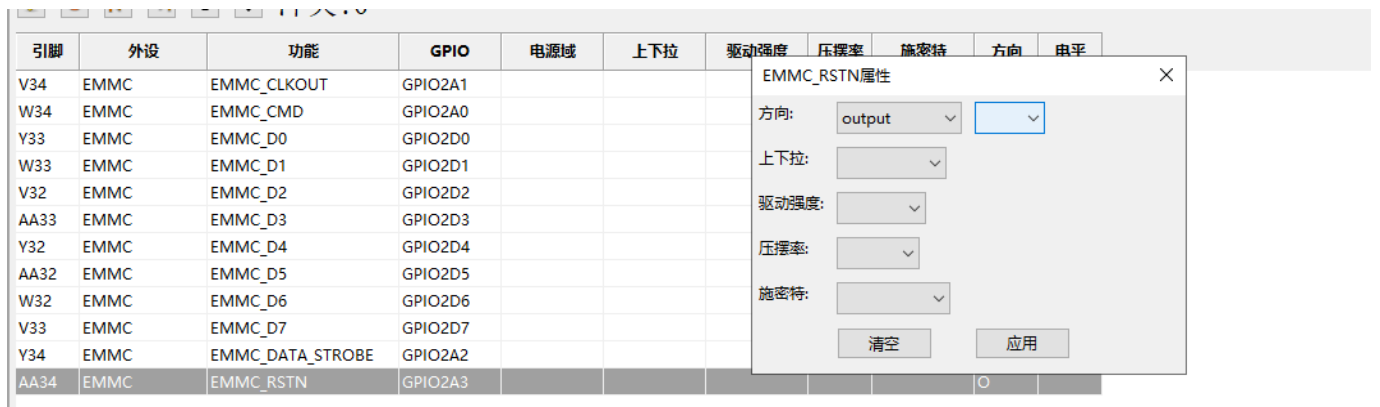 引脚 外设 功能 GPIO 电源域 上下拉 驱动强度 压摆率 施密特 方向 电平
V34 EMMC EMMC_CLKOUT GPIO2A1
W34 EMMC EMMC_CMD GPIO2A0
Y33 EMMC EMMC_D0 GPIO2D0
W33 EMMC EMMC_D1 GPIO2D1
V32 EMMC EMMC_D2 GPIO2D2
AA33 EMMC EMMC_D3 GPIO2D3
Y32 EMMC EMMC_D4 GPIO2D4
AA32 EMMC EMMC_D5 GPIO2D5
W32 EMMC EMMC_D6 GPIO2D6
V33 EMMC EMMC_D7 GPIO2D7
Y34 EMMC EMMC_DATA_STROBE GPIO2A2
AA34 EMMC EMMC_RSTN GPIO2A3 O
EMMC_RSTN属性
方向: output
上下拉:
驱动强度:
压摆率:
施密特:
清空 应用